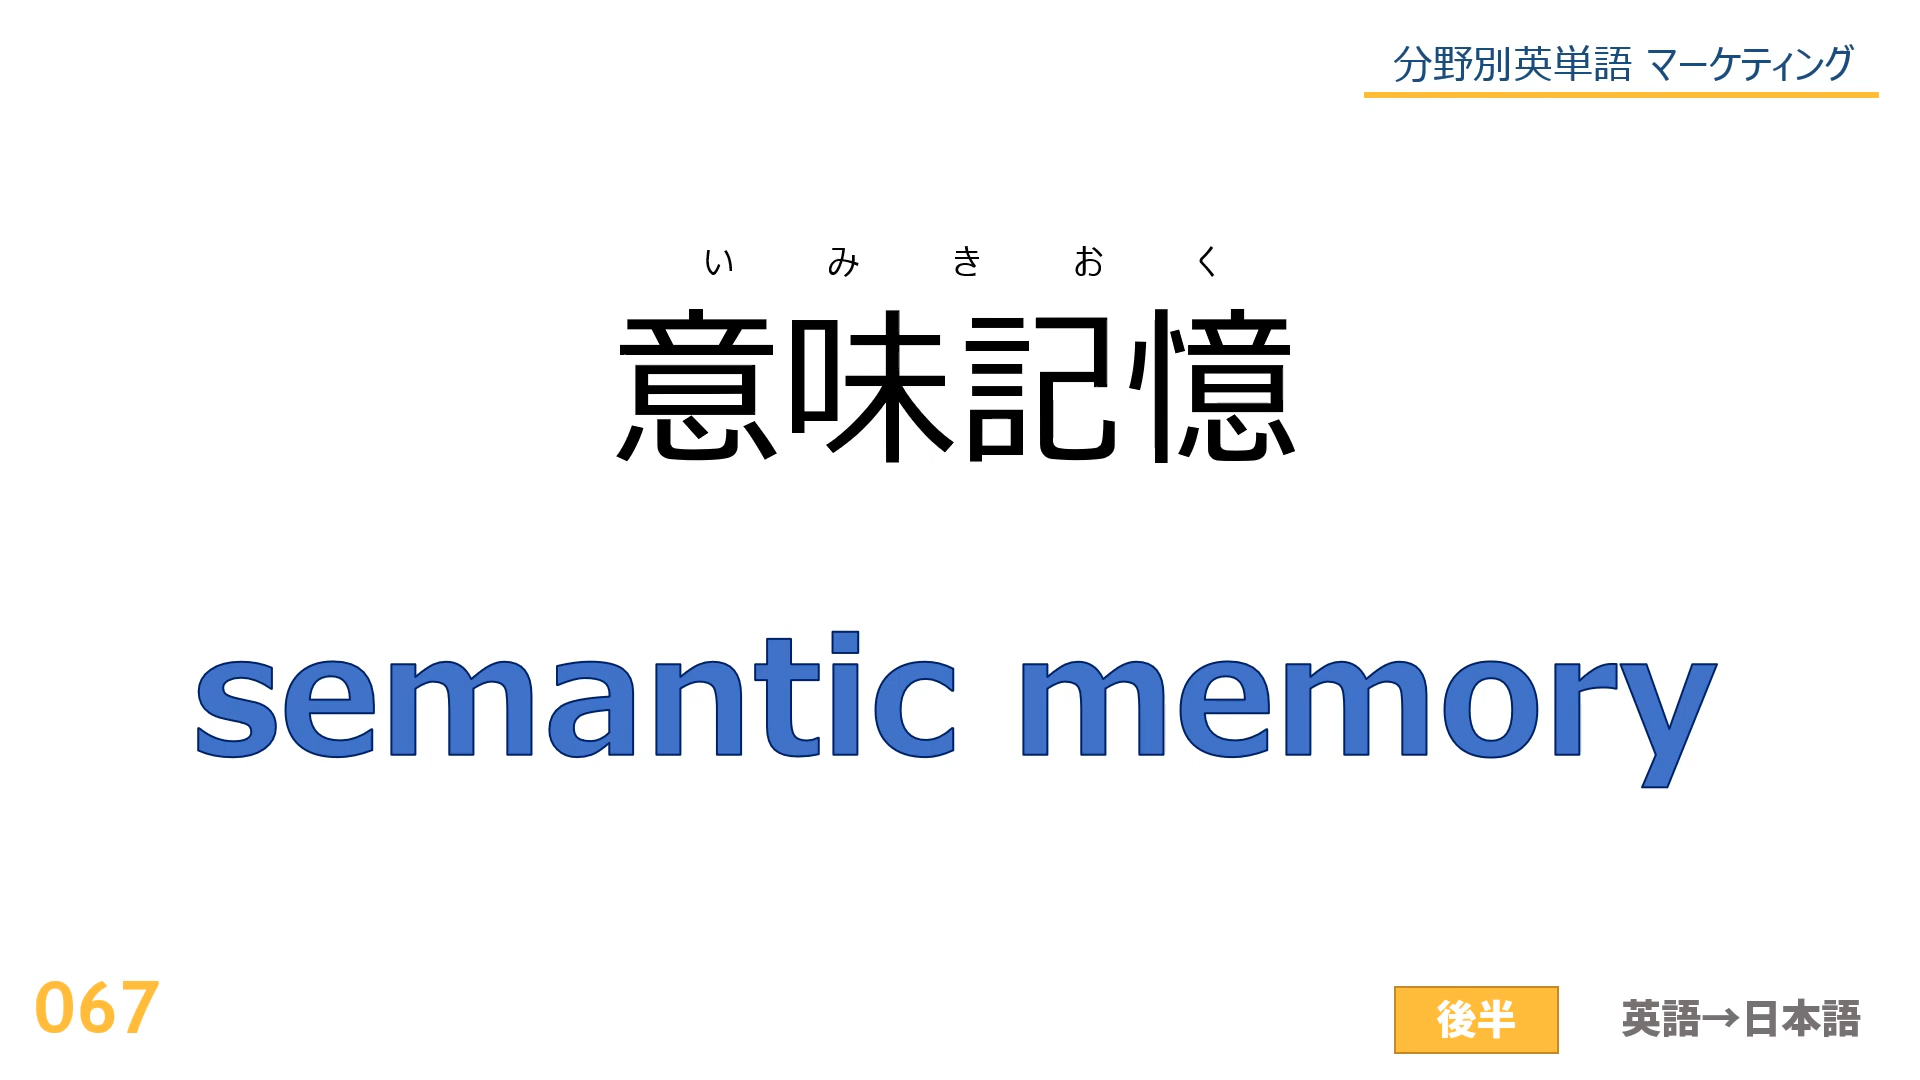 分野別英単語 マーケティング
いみきおく
意味記憶
semantic memory
067
後半
英語→日本語